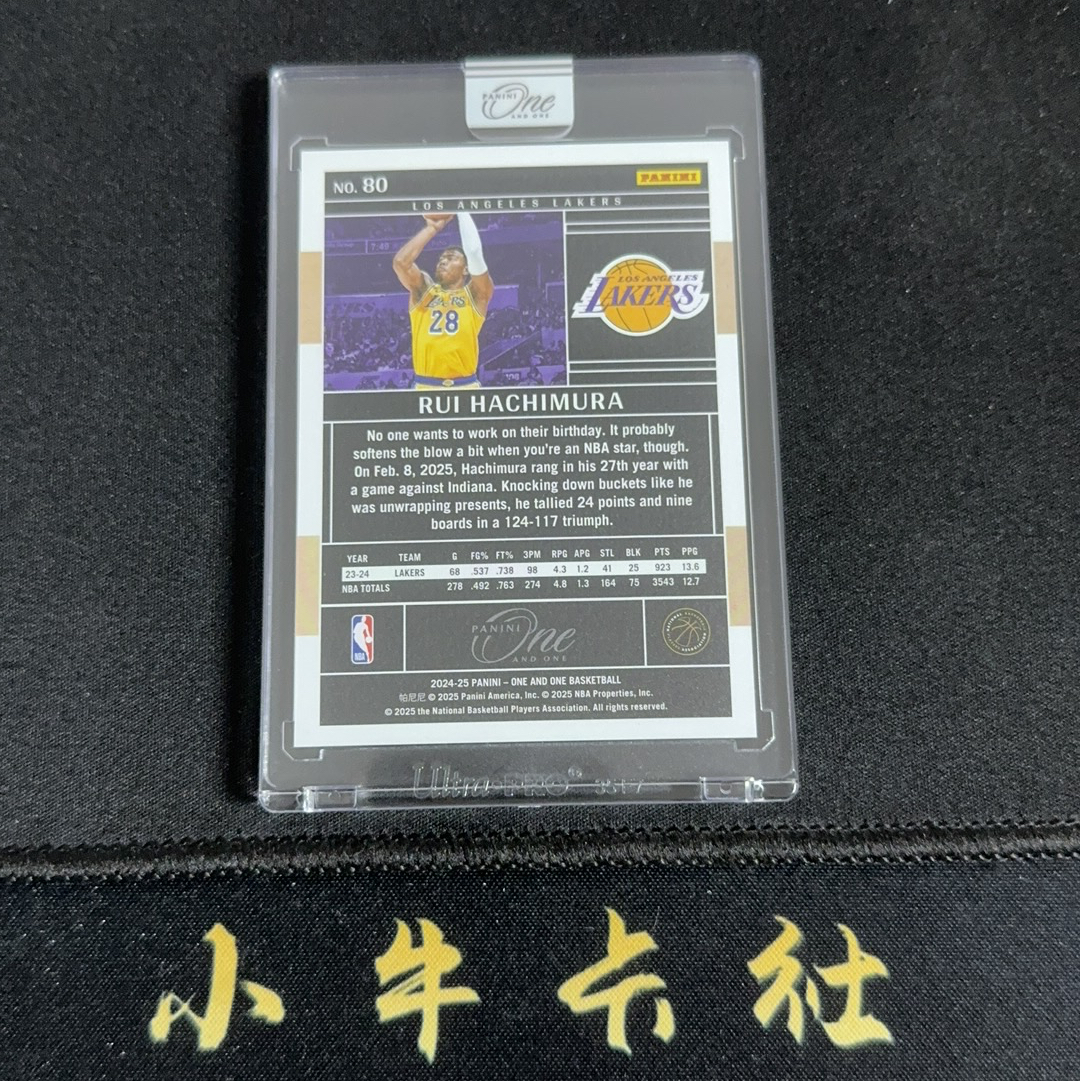 PANINI One
AND ONE
NO. 80
PANINI
LOS ANGELES LAKERS
7:49
LAKERS
28
LOS ANGELES
LAKERS
RUI HACHIMURA
No one wants to work on their birthday. It probably
softens the blow a bit when you're an NBA star, though.
On Feb. 8, 2025, Hachimura rang in his 27th year with
a game against Indiana. Knocking down buckets like he
was unwrapping presents, he tallied 24 points and nine
boards in a 124-117 triumph.
YEAR TEAM G FG% FT% 3PM RPG APG STL BLK PTS PPG
23-24 LAKERS 68 .537 .738 98 4.3 1.2 41 25 923 13.6
NBA TOTALS 278 .492 .763 274 4.8 1.3 164 75 3543 12.7
NBA
PANINI One
AND ONE
2024-25 PANINI – ONE AND ONE BASKETBALL
帕尼尼 © 2025 Panini America, Inc. © 2025 NBA Properties, Inc.
© 2025 the National Basketball Players Association. All rights reserved.
Ultra·PRO®
小牛卡社